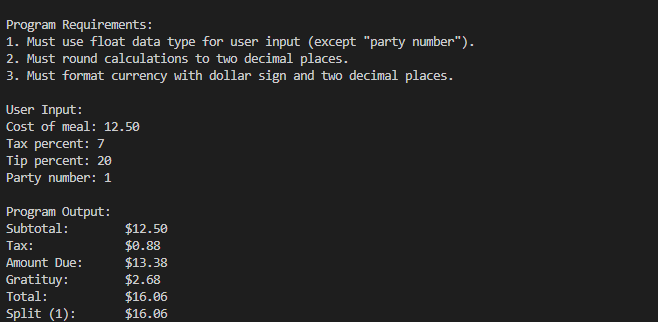 Program Requirements:
1. Must use float data type for user input (except "party number").
2. Must round calculations to two decimal places.
3. Must format currency with dollar sign and two decimal places.
User Input:
Cost of meal: 12.50
Tax percent: 7
Tip percent: 20
Party number: 1
Program Output:
Subtotal: $12.50
Tax: $0.88
Amount Due: $13.38
Gratituy: $2.68
Total: $16.06
Split (1): $16.06